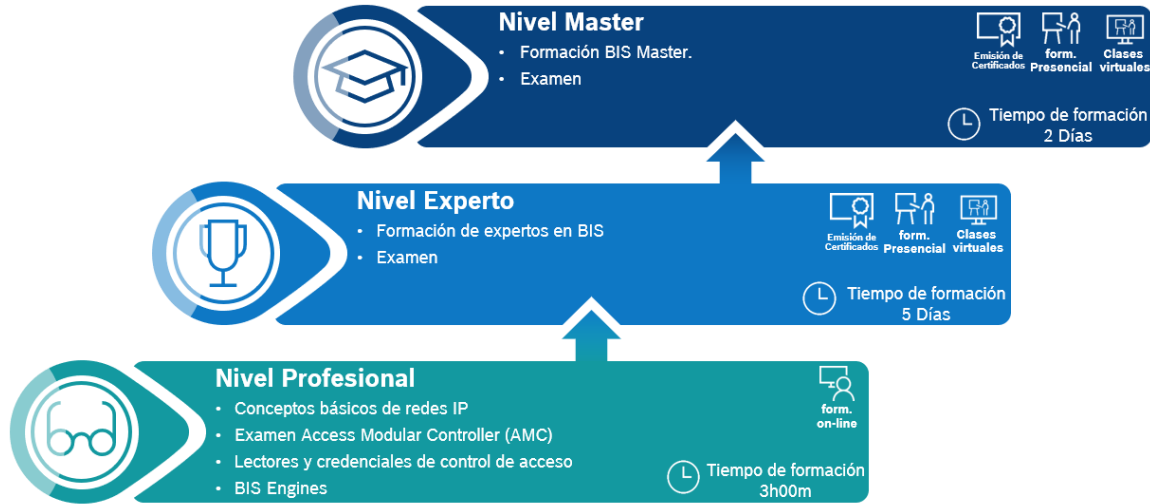 Nivel Master
• Formación BIS Master.
• Examen
Emisión de
Certificados
form.
Presencial
Clases
virtuales
Tiempo de formación
2 Días
Nivel Experto
• Formación de expertos en BIS
• Examen
Emisión de
Certificados
form.
Presencial
Clases
virtuales
Tiempo de formación
5 Días
Nivel Profesional
• Conceptos básicos de redes IP
• Examen Access Modular Controller (AMC)
• Lectores y credenciales de control de acceso
• BIS Engines
form.
on-line
Tiempo de formación
3h00m